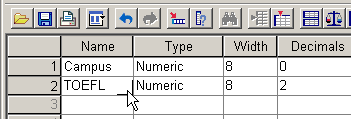 Name Type Width Decimals
1 Campus Numeric 8 0
2 TOEFL Numeric 8 2
3